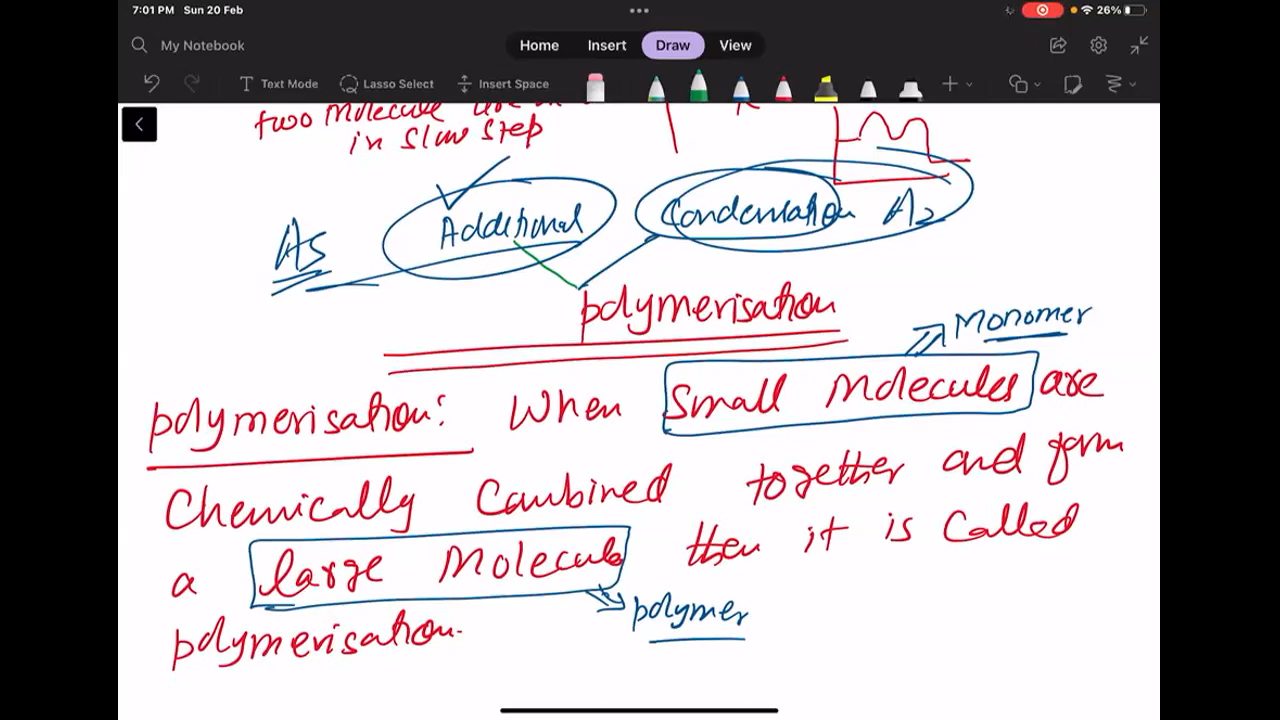 7:01 PM Sun 20 Feb
26%
My Notebook
Home Insert Draw View
Text Mode Lasso Select Insert Space
two Molecule
in Slow Step
As Additional Condensation A2
polymerisation
Monomer
polymerisation: When Small Molecules are
Chemically Combined together and form
a large Molecule then it is called
polymer
polymerisation.